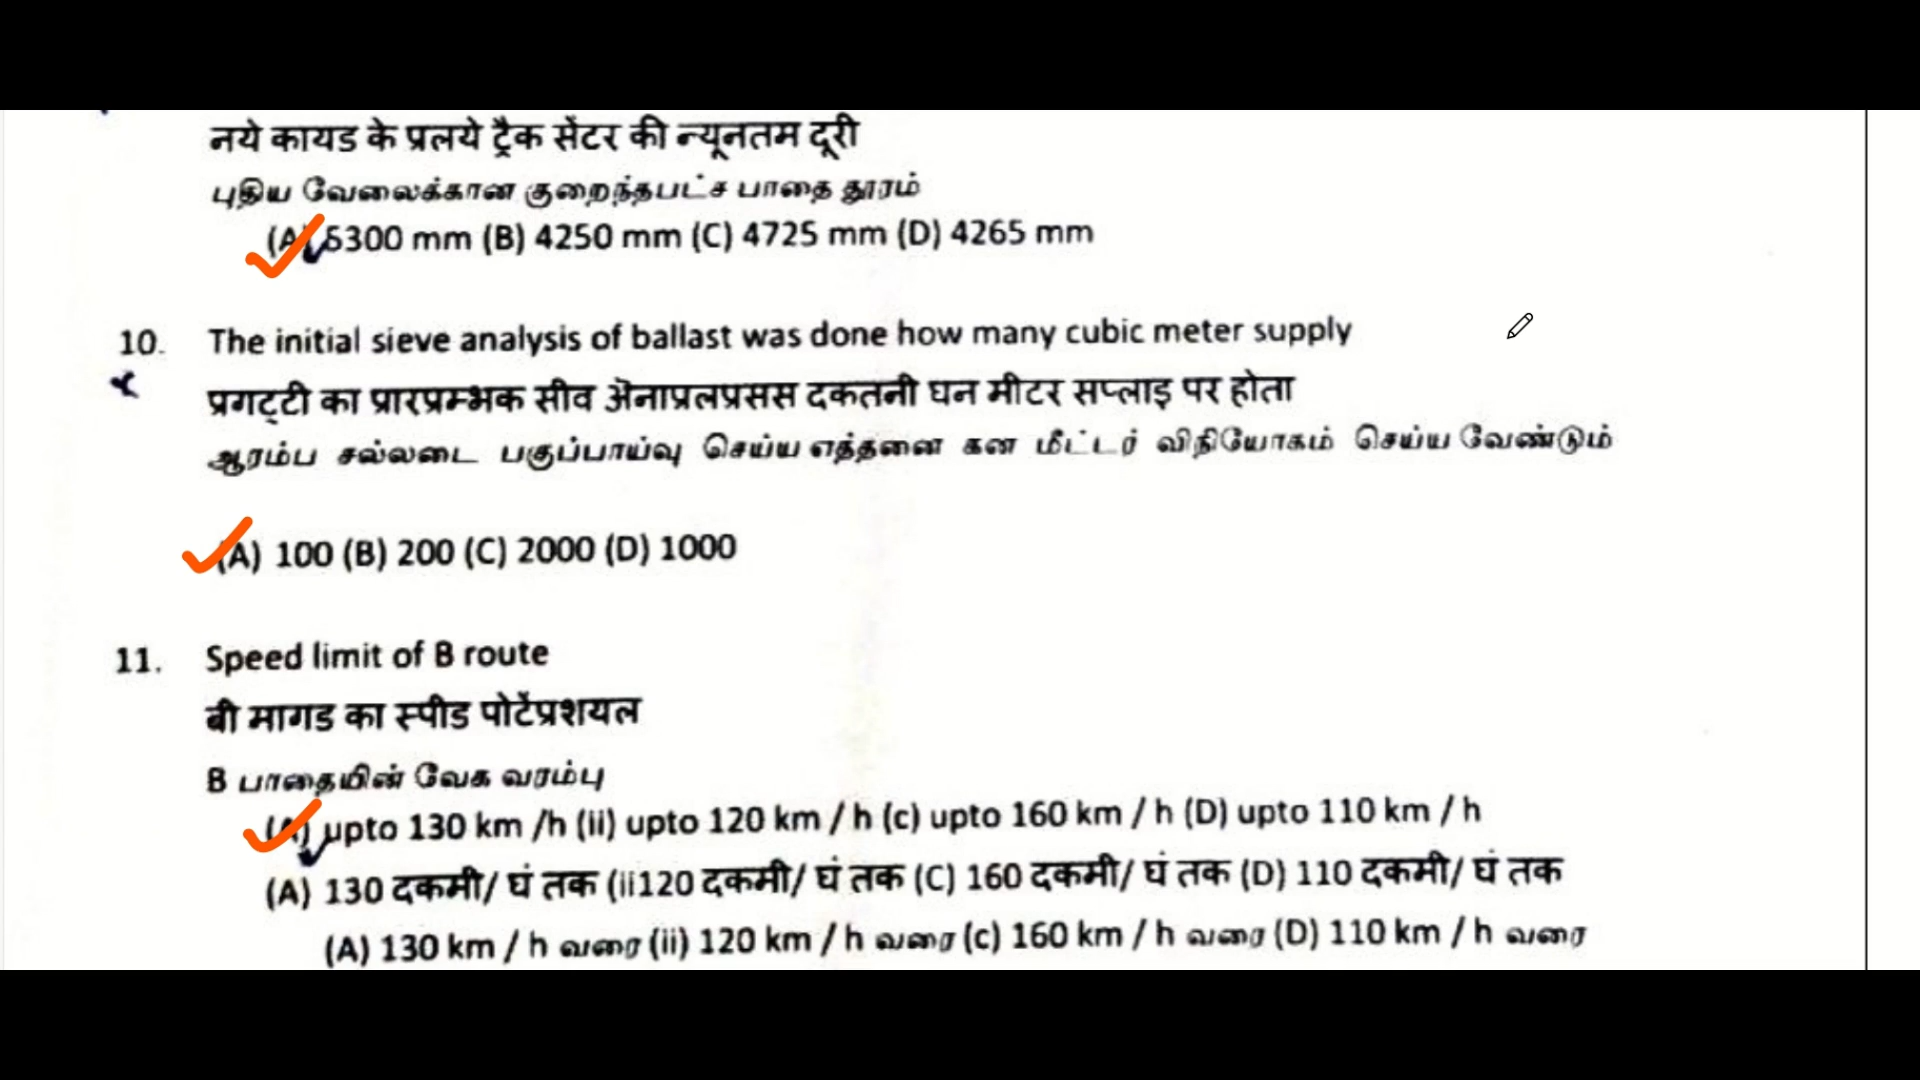 नये कायड के प्रलये ट्रैक सेंटर की न्यूनतम दूरी
புதிய வேலைக்கான குறைந்தபட்ச பாதை தூரம்
(A) 5300 mm (B) 4250 mm (C) 4725 mm (D) 4265 mm
10. The initial sieve analysis of ballast was done how many cubic meter supply
प्रगट्टी का प्रारप्रम्भक सीव ॲनाप्रलप्रसस दकतनी घन मीटर सप्लाइ पर होता
ஆரம்ப சல்லடை பகுப்பாய்வு செய்ய எத்தனை கன மீட்டர் விநியோகம் செய்ய வேண்டும்
(A) 100 (B) 200 (C) 2000 (D) 1000
11. Speed limit of B route
बी मागड का स्पीड पोटेंप्रशयल
B பாதையின் வேக வரம்பு
(A) upto 130 km /h (ii) upto 120 km / h (c) upto 160 km / h (D) upto 110 km / h
(A) 130 दकमी/ घं तक (ii120 दकमी/ घं तक (C) 160 दकमी/ घं तक (D) 110 दकमी/ घं तक
(A) 130 km / h வரை (ii) 120 km / h வரை (c) 160 km / h வரை (D) 110 km / h வரை